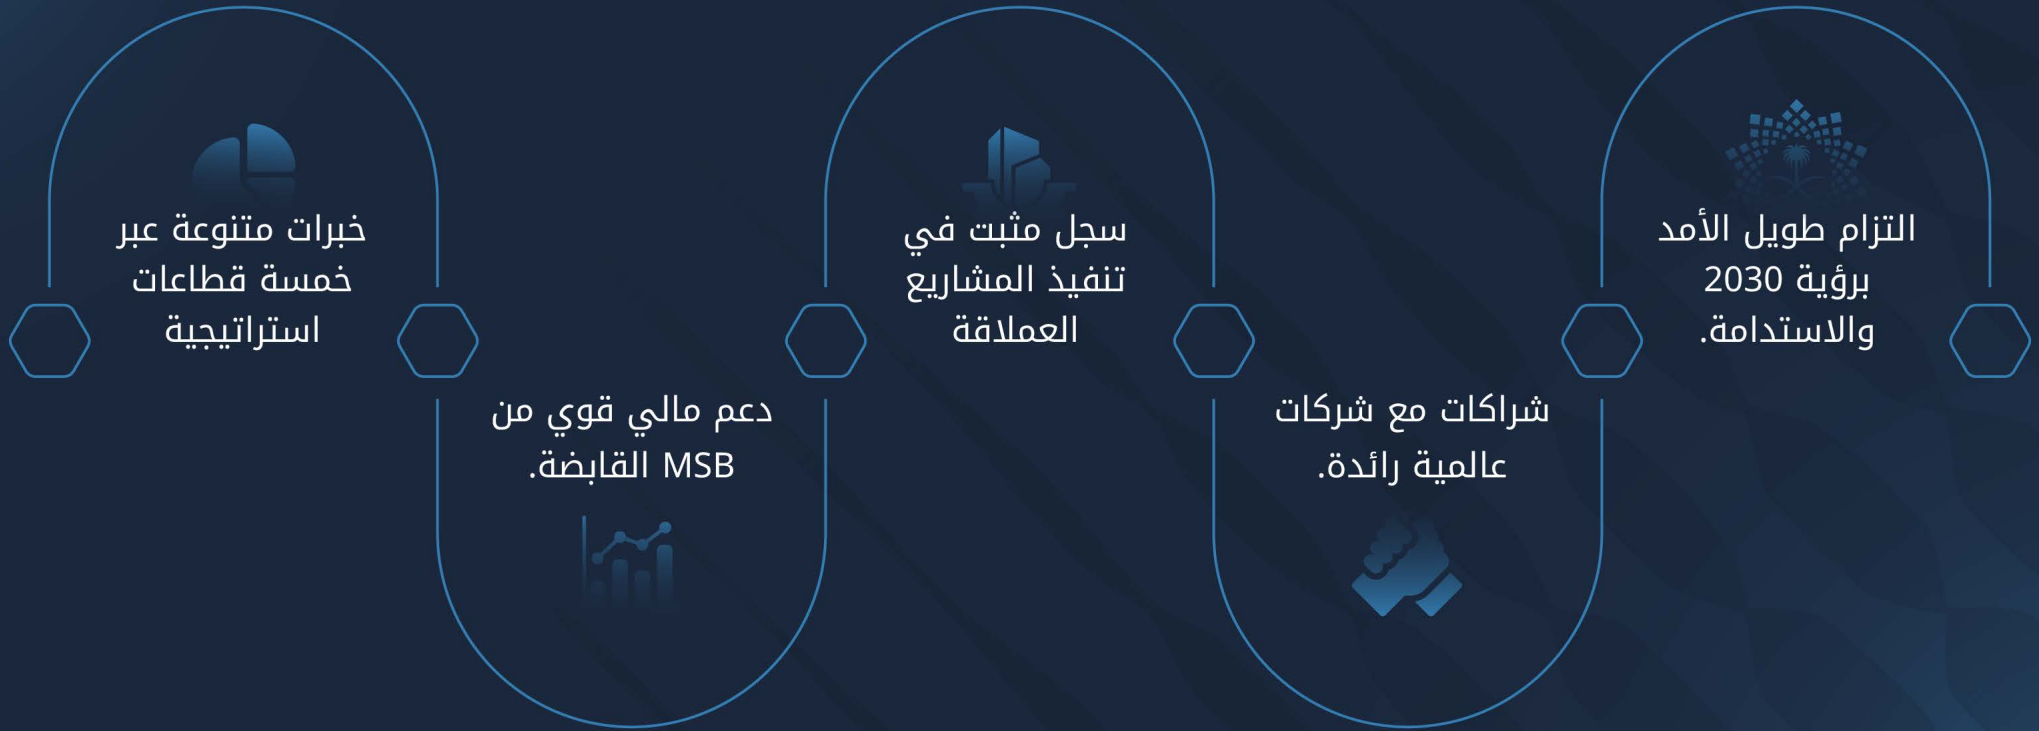 التزام طويل الأمد
برؤية 2030
والاستدامة.
شراكات مع شركات
عالمية رائدة.
سجل مثبت في
تنفيذ المشاريع
العملاقة
دعم مالي قوي من
MSB القابضة.
خبرات متنوعة عبر
خمسة قطاعات
استراتيجية